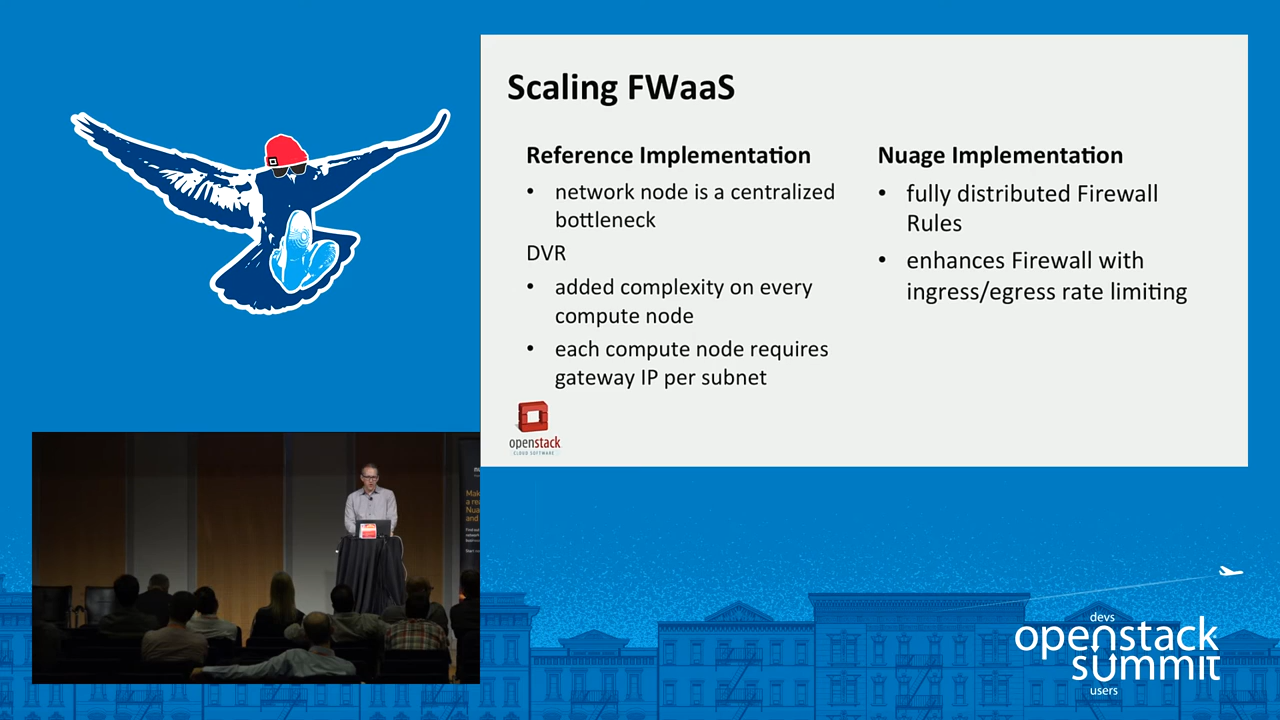 Scaling FWaaS
Reference Implementation
• network node is a centralized
bottleneck
DVR
• added complexity on every
compute node
• each compute node requires
gateway IP per subnet
Nuage Implementation
• fully distributed Firewall
Rules
• enhances Firewall with
ingress/egress rate limiting
openstack
CLOUD SOFTWARE
devs
openstack
summit
users